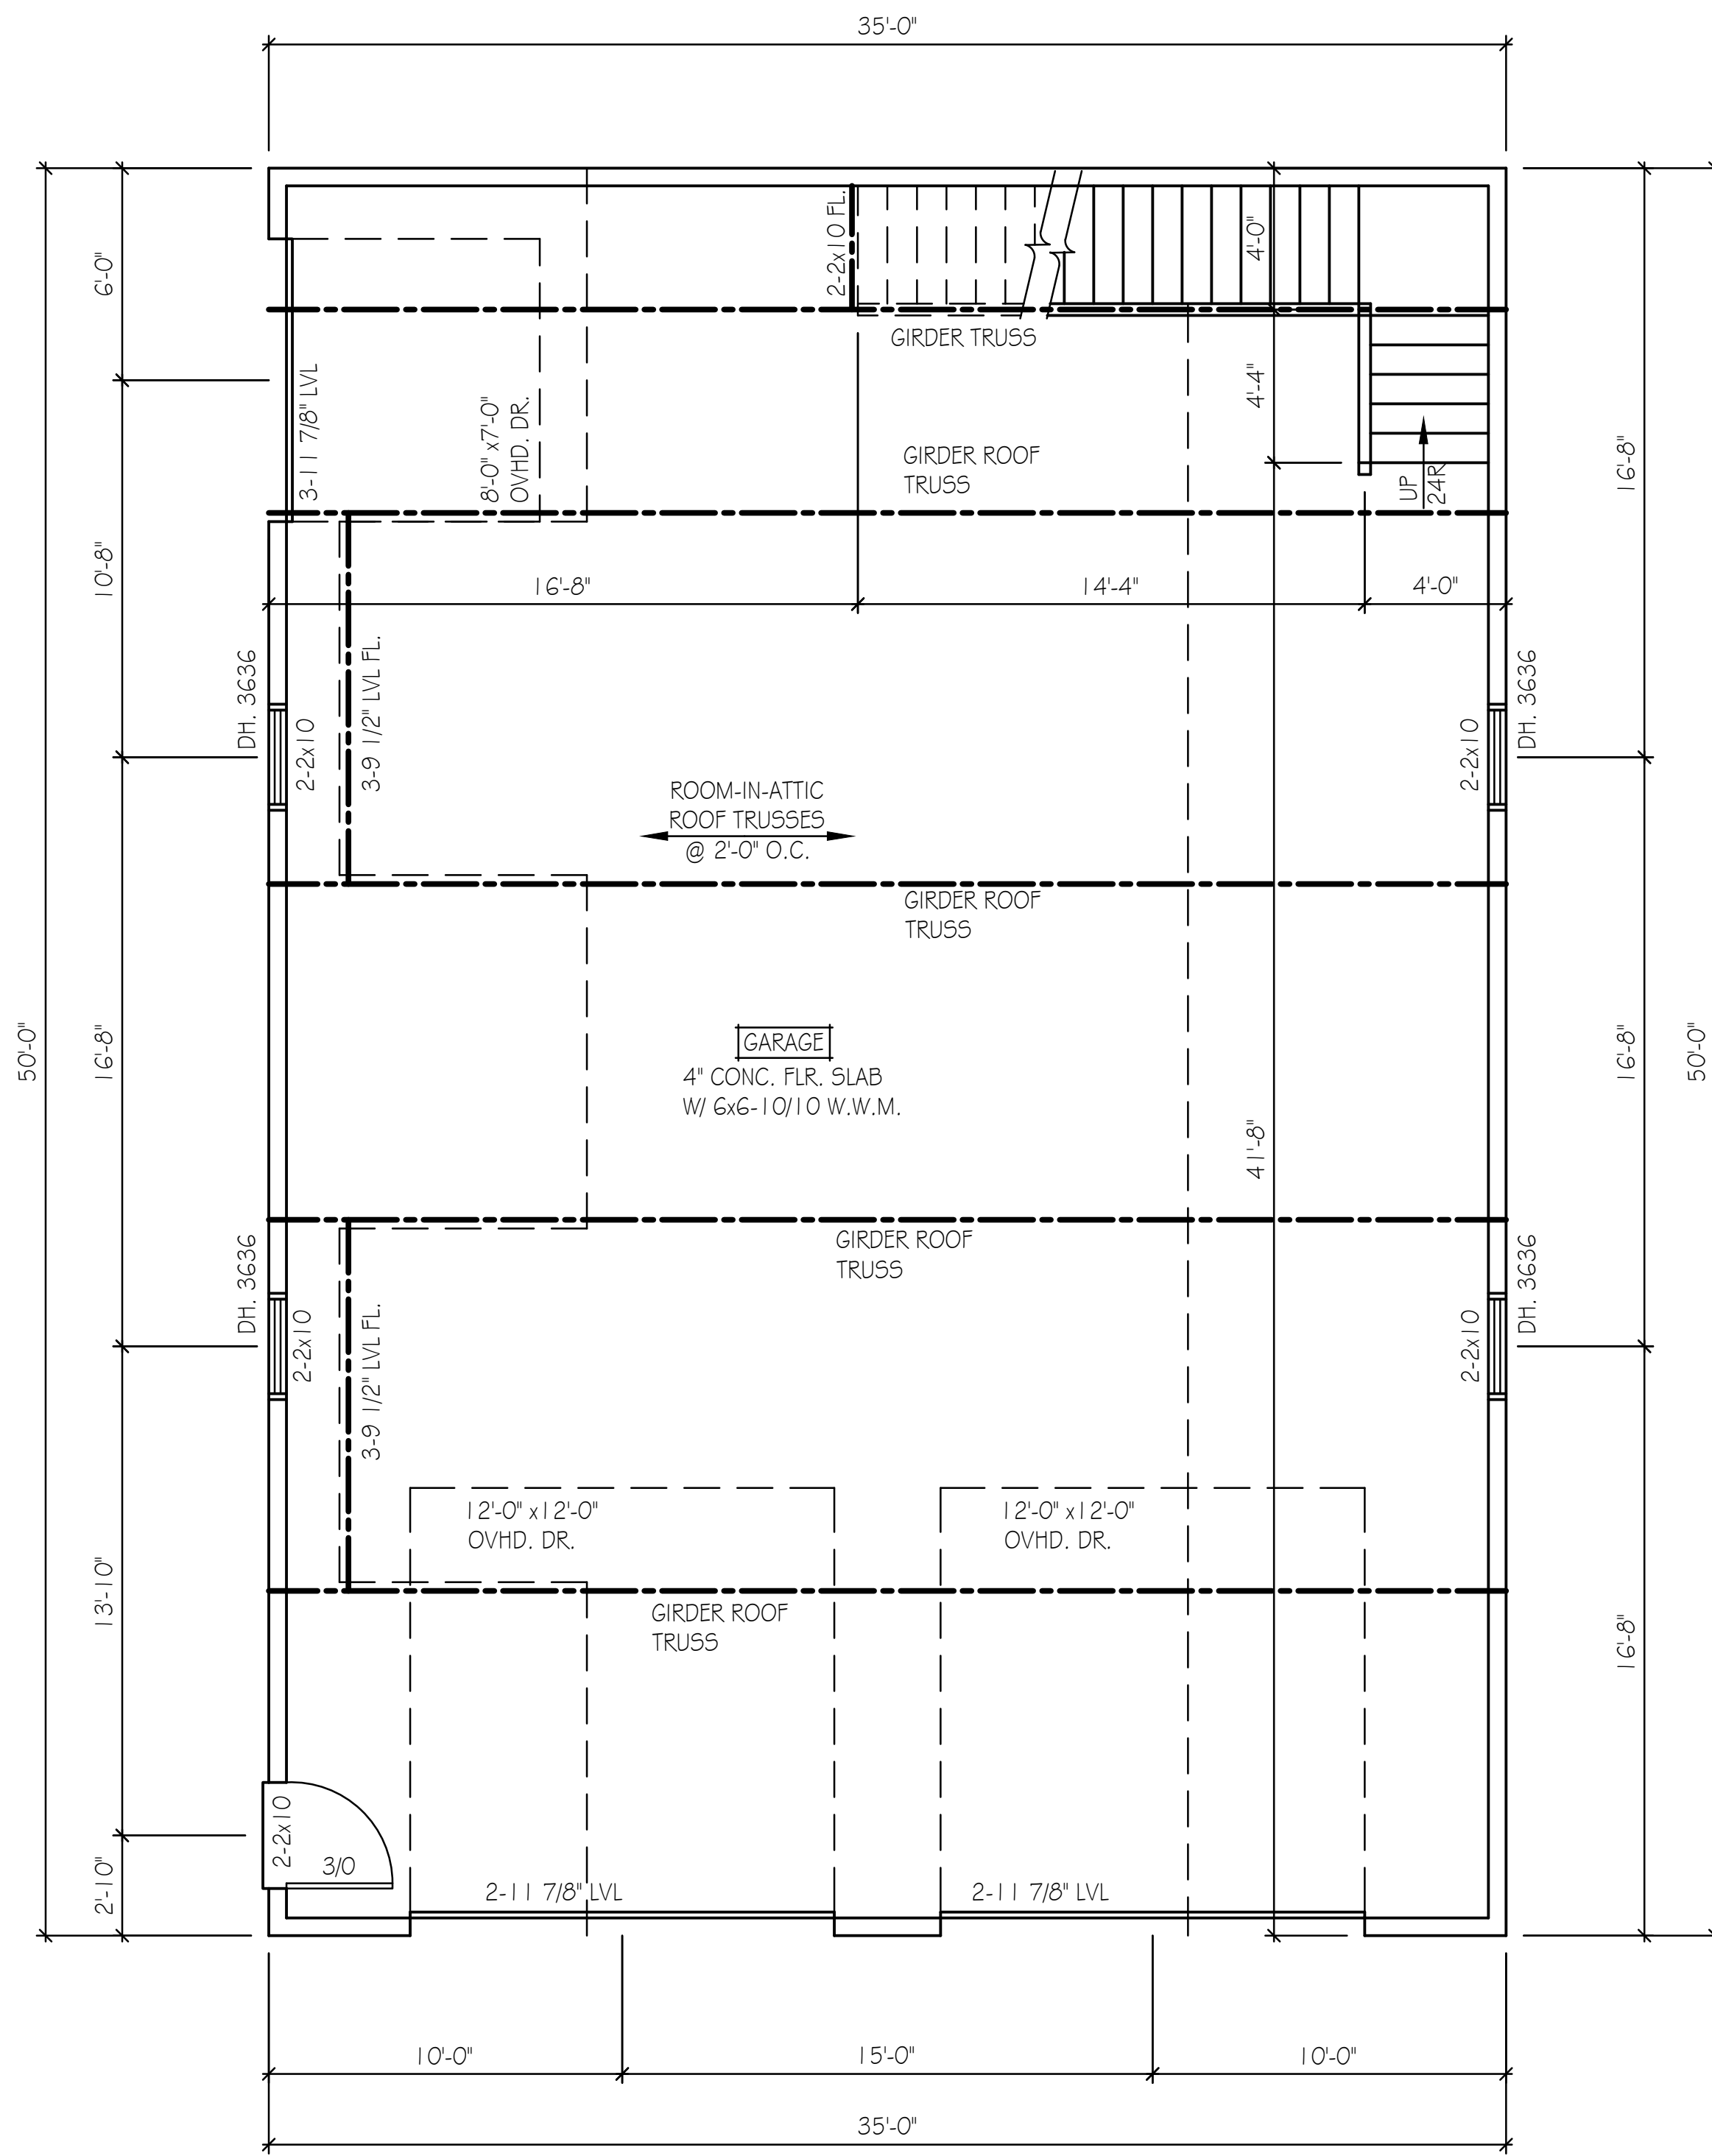 35'-0"
2-2x10 FL.
4'-0"
6'-0"
GIRDER TRUSS
3-11 7/8" LVL
8'-0" x7'-0"
OVHD. DR.
4'-4"
GIRDER ROOF
TRUSS
UP
24R
16'-8"
10'-8"
16'-8"
14'-4"
4'-0"
DH. 3636
2-2x10
3-9 1/2" LVL FL.
2-2x10
DH. 3636
ROOM-IN-ATTIC
ROOF TRUSSES
@ 2'-0" O.C.
GIRDER ROOF
TRUSS
50'-0"
16'-8"
GARAGE
4" CONC. FLR. SLAB
W/ 6x6-10/10 W.W.M.
41'-8"
16'-8"
50'-0"
GIRDER ROOF
TRUSS
DH. 3636
2-2x10
3-9 1/2" LVL FL.
2-2x10
DH. 3636
12'-0" x12'-0"
OVHD. DR.
12'-0" x12'-0"
OVHD. DR.
13'-10"
GIRDER ROOF
TRUSS
16'-8"
2-2x10
3/0
2'-10"
2-11 7/8" LVL
2-11 7/8" LVL
10'-0"
15'-0"
10'-0"
35'-0"